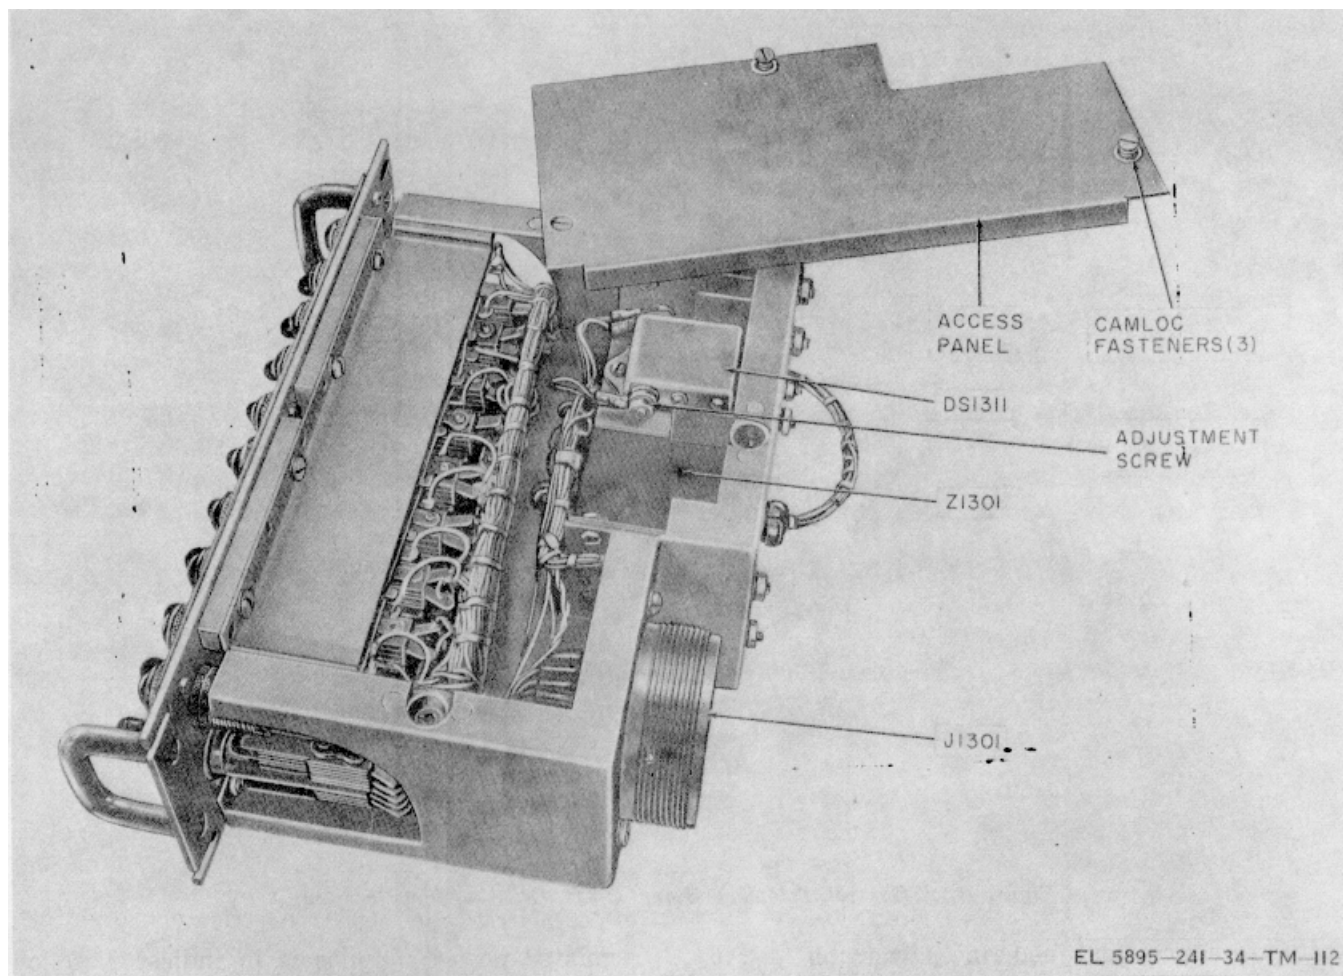 ACCESS
PANEL
CAMLOC
FASTENERS(3)
DS1311
ADJUSTMENT
SCREW
Z1301
J1301
EL 5895-241-34-TM-112